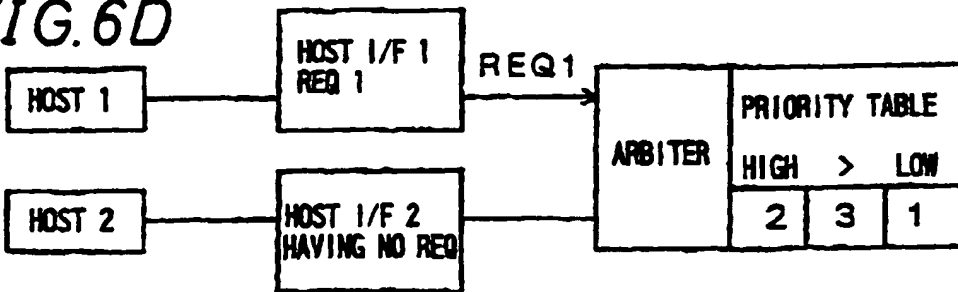 FIG. 6D
HOST 1
HOST I/F 1
REQ 1
REQ1
HOST 2
HOST I/F 2
HAVING NO REQ
ARBITER
PRIORITY TABLE
HIGH > LOW
2 3 1